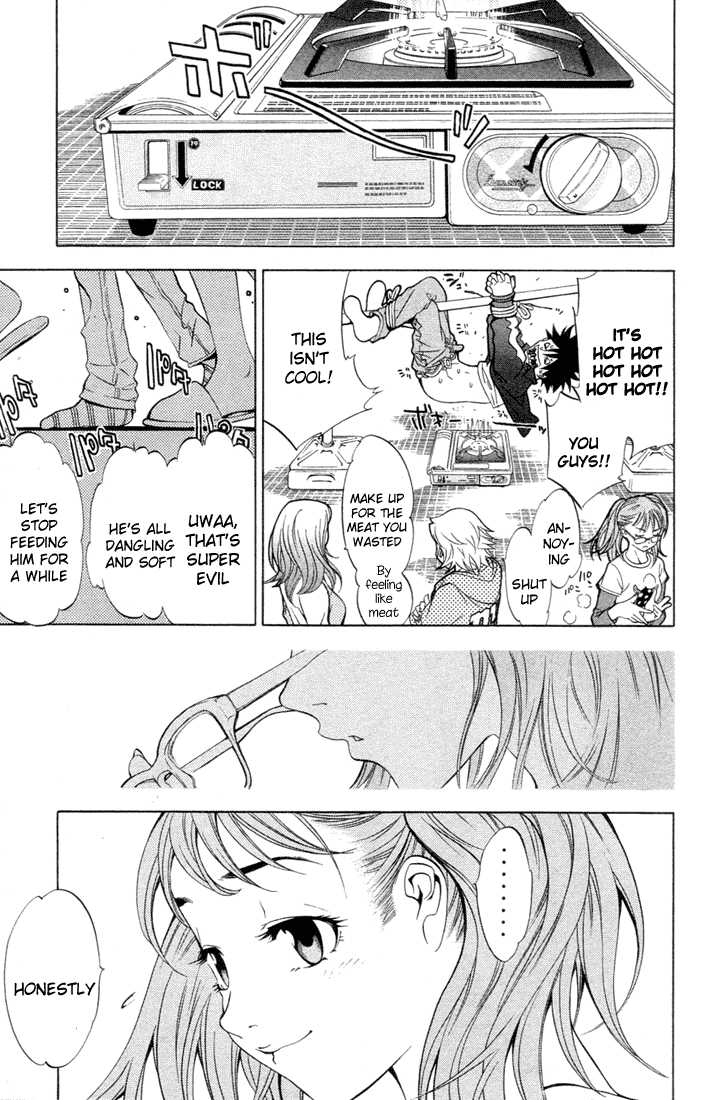 ボ
LOCK
IT'S
HOT HOT
HOT HOT
HOT HOT!!
YOU
GUYS!!
THIS
ISN'T
COOL!
ボ
AN-
NOY-
ING
SHUT
UP
MAKE UP
FOR THE
MEAT YOU
WASTED
By
feeling
like
meat
UWAA,
THAT'S
SUPER
EVIL
HE'S ALL
DANGLING
AND SOFT
LET'S
STOP
FEEDING
HIM FOR
A WHILE
HONESTLY